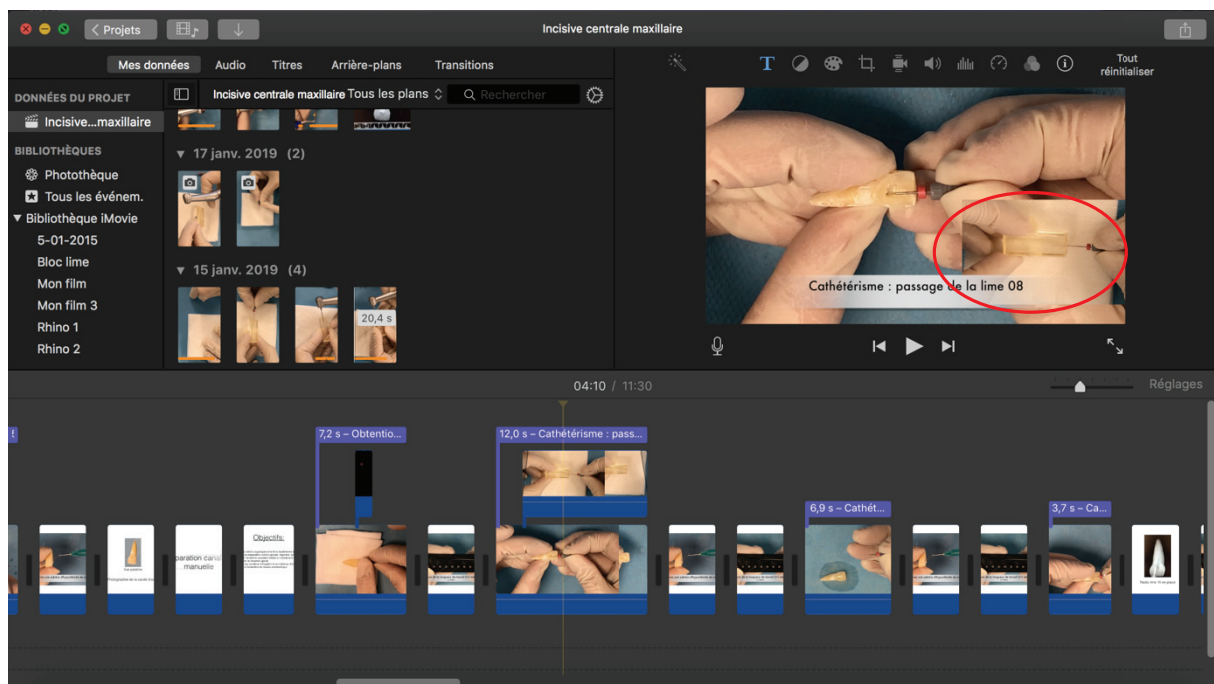 Projets
Incisive centrale maxillaire
Mes données Audio Titres Arrière-plans Transitions
T
Tout
réinitialiser
DONNÉES DU PROJET
Incisive centrale maxillaire Tous les plans
Rechercher
Incisive...maxillaire
BIBLIOTHÈQUES
Photothèque
Tous les événem.
Bibliothèque iMovie
5-01-2015
Bloc lime
Mon film
Mon film 3
Rhino 1
Rhino 2
17 janv. 2019 (2)
15 janv. 2019 (4)
20,4 s
Cathétérisme : passage de la lime 08
04:10 / 11:30
Réglages
7,2 s – Obtentio...
12,0 s – Cathétérisme : pass...
6,9 s – Cathét...
3,7 s – Ca...
paration cana
manuelle
Objectifs: